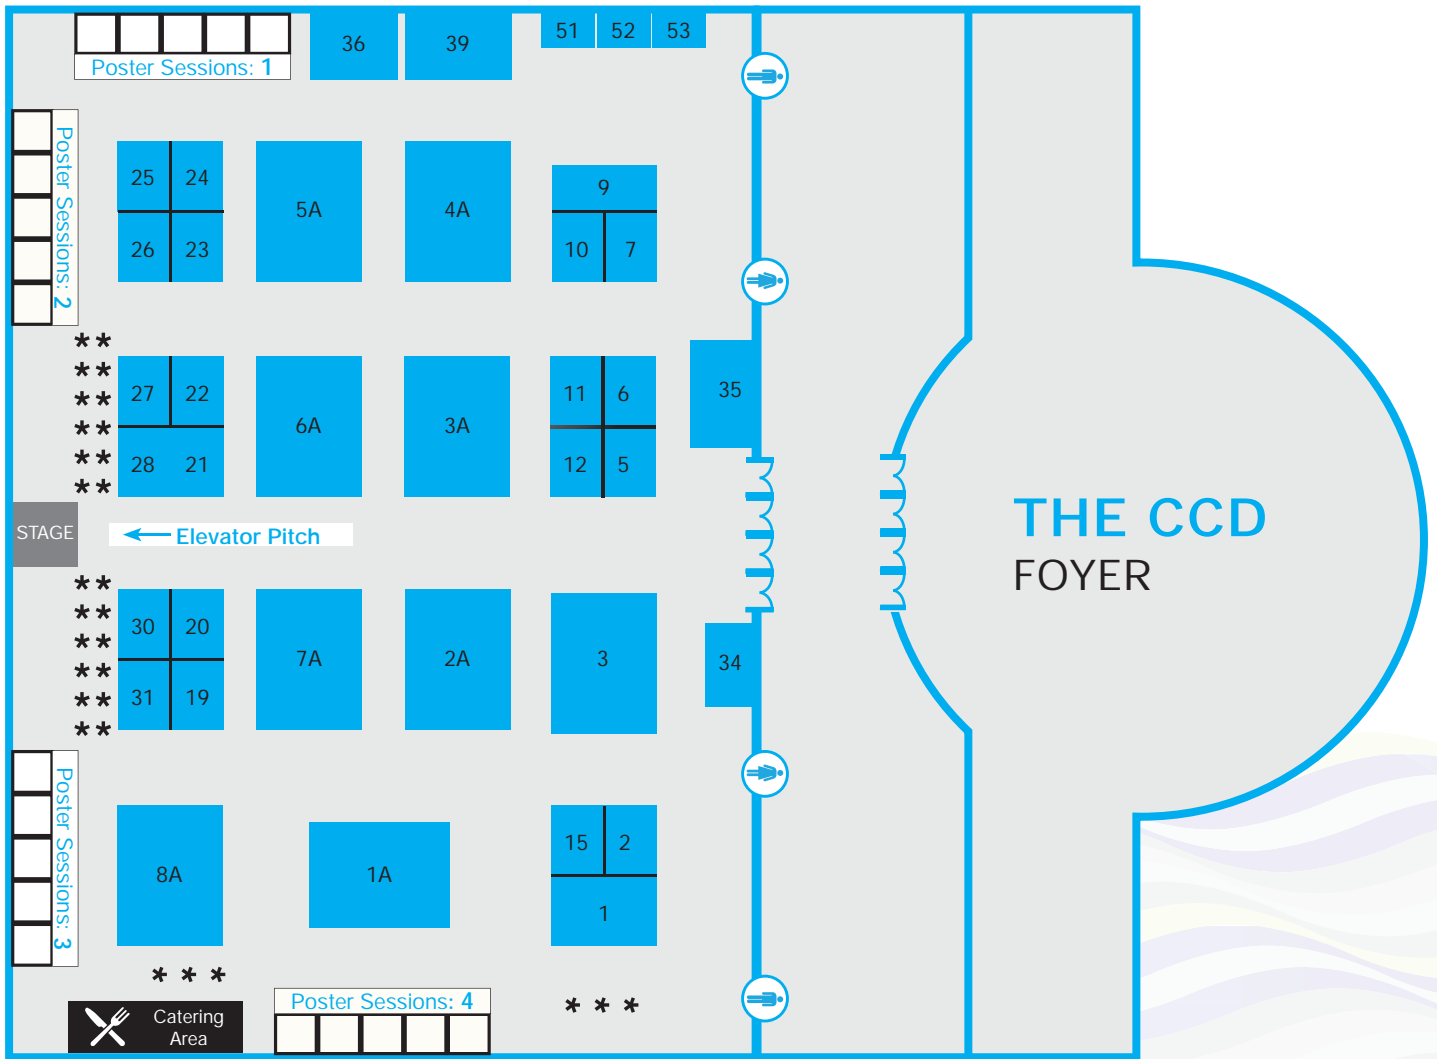 36
39
51
52
53
Poster Sessions: 1
Poster Sessions: 2
25
24
5A
4A
9
26
23
10
7
27
22
6A
3A
11
6
35
28
21
12
5
STAGE
Elevator Pitch
THE CCD
FOYER
30
20
7A
2A
3
34
31
19
Poster Sessions: 3
15
2
8A
1A
1
Poster Sessions: 4
Catering
Area